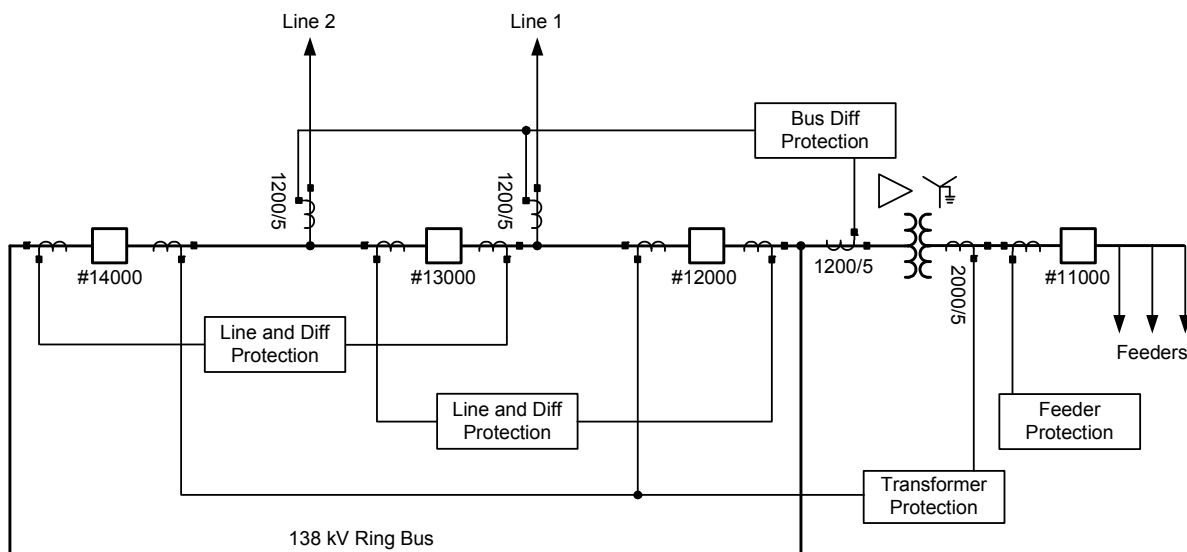 Line 2
Line 1
Bus Diff
Protection
1200/5
1200/5
#14000
#13000
#12000
1200/5
2000/5
#11000
Line and Diff
Protection
Feeders
Line and Diff
Protection
Feeder
Protection
Transformer
Protection
138 kV Ring Bus